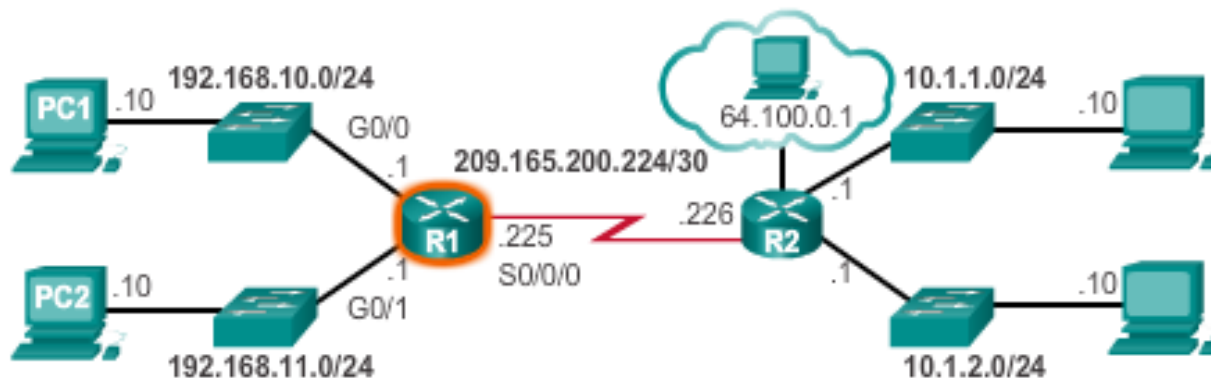 192.168.10.0/24
10.1.1.0/24
PC1
.10
.10
64.100.0.1
G0/0
.1
209.165.200.224/30
.1
.226
R1
.225
R2
S0/0/0
.1
.1
PC2
.10
G0/1
.10
192.168.11.0/24
10.1.2.0/24